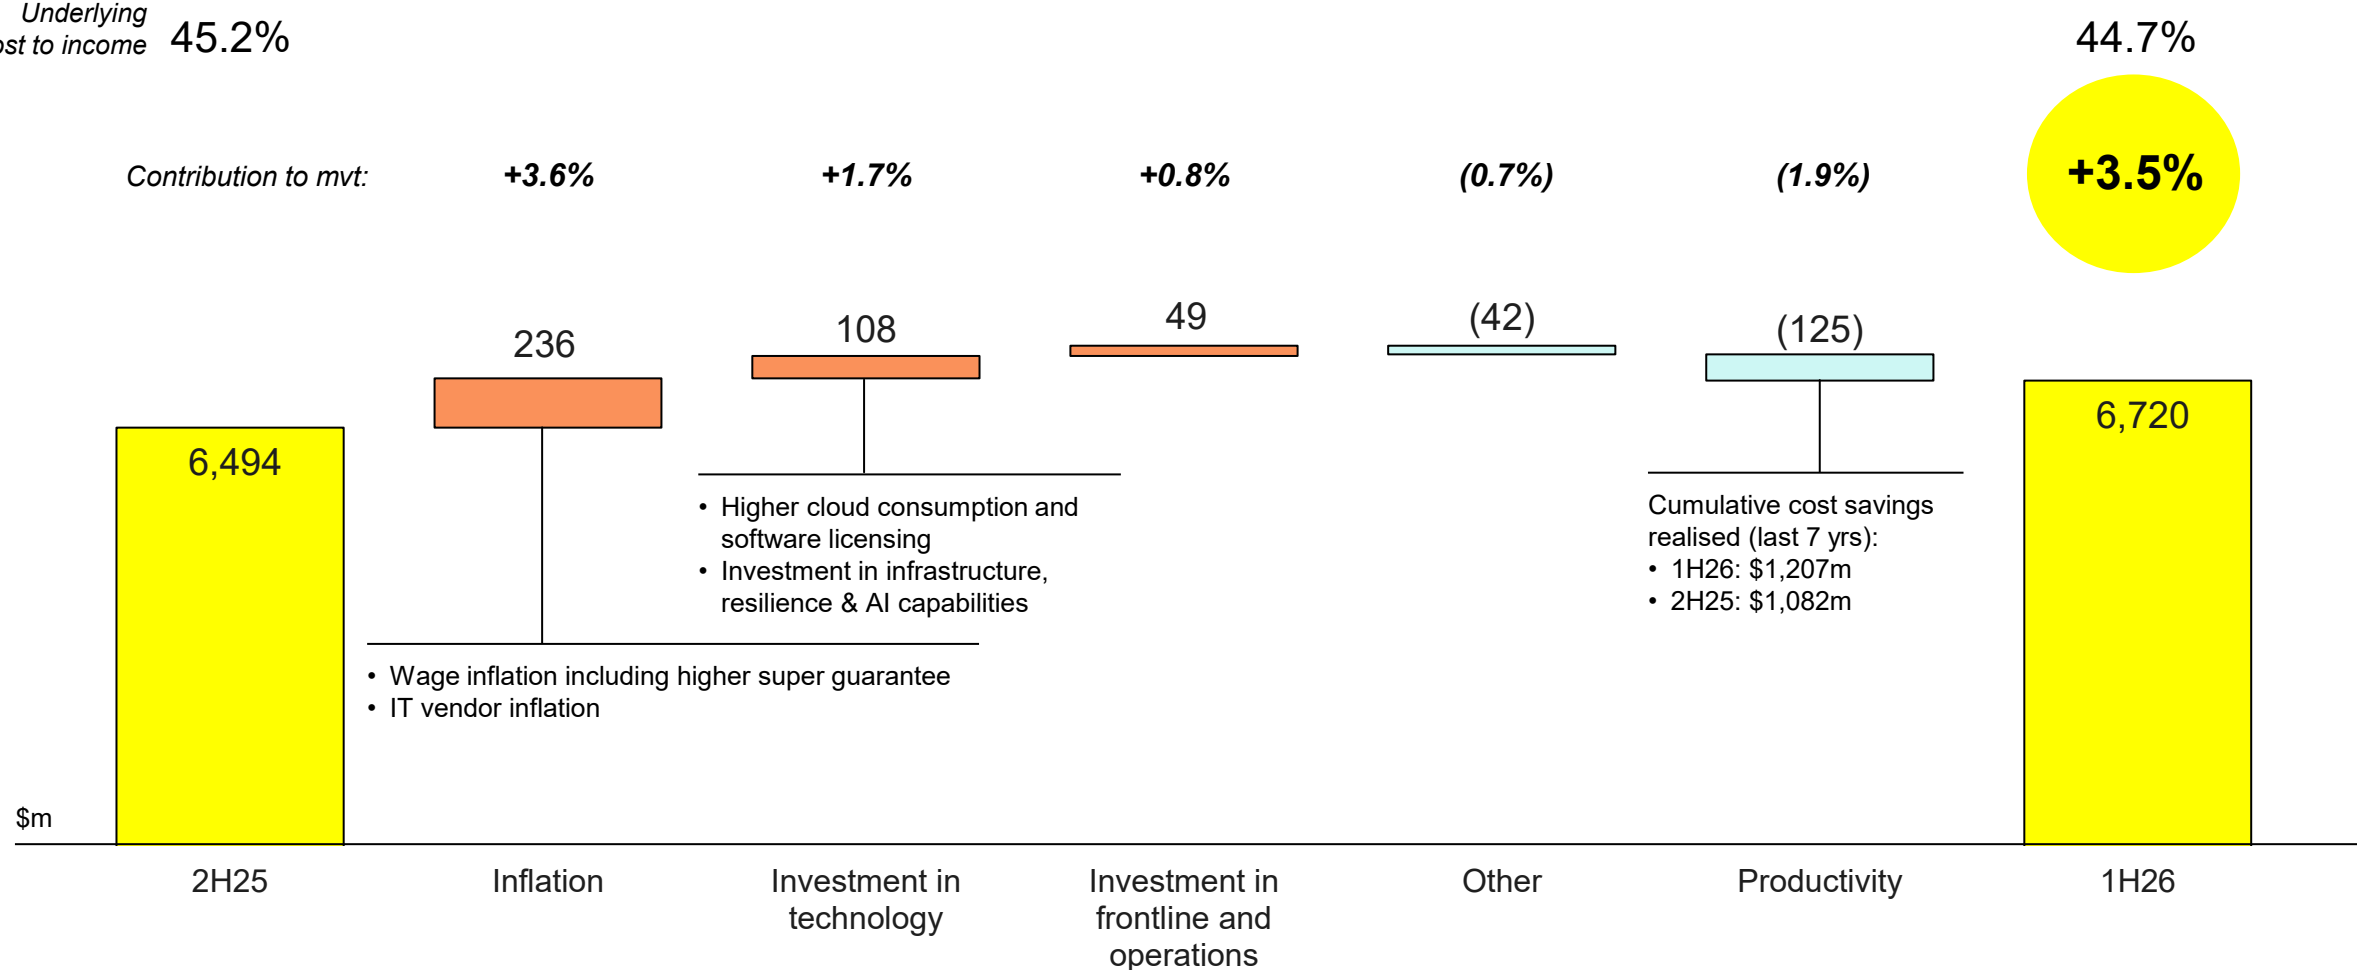 Underlying
to income
45.2%
44.7%
Contribution to mvt:
+3.6%
+1.7%
+0.8%
(0.7%)
(1.9%)
+3.5%
236
108
49
(42)
(125)
6,494
6,720
• Higher cloud consumption and
software licensing
• Investment in infrastructure,
resilience & AI capabilities
Cumulative cost savings
realised (last 7 yrs):
• 1H26: $1,207m
• 2H25: $1,082m
• Wage inflation including higher super guarantee
• IT vendor inflation
$m
2H25
Inflation
Investment in
technology
Investment in
frontline and
operations
Other
Productivity
1H26